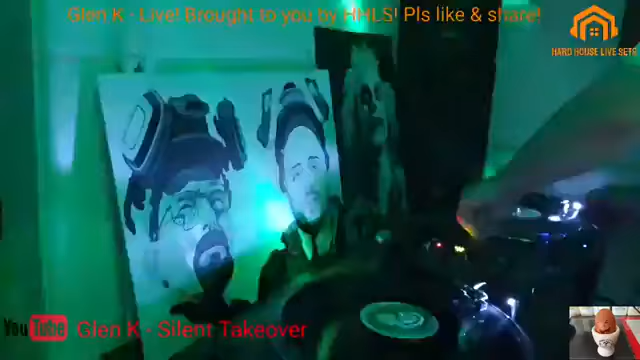 Glen K - Live! Brought to you by HHLS! Pls like & share!
HARD HOUSE LIVE SETS
YouTube Glen K - Silent Takeover